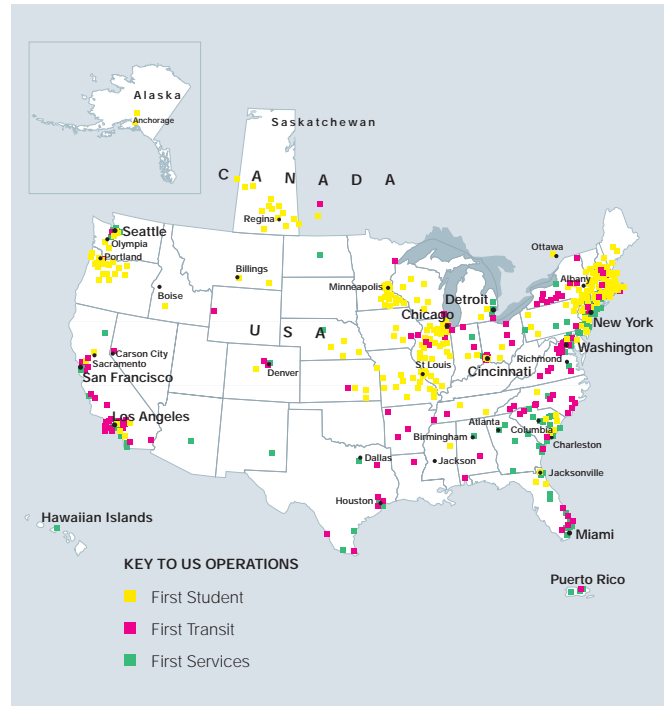 Alaska
Anchorage
Saskatchewan
CANADA
Regina
Seattle
Olympia
Portland
Ottawa
Billings
Albany
Minneapolis
Boise
Detroit
Chicago
New York
USA
Washington
Carson City
Sacramento
Richmond
St Louis
Denver
Cincinnati
San Francisco
Los Angeles
Atlanta
Columbia
Birmingham
Charleston
Dallas
Jackson
Jacksonville
Houston
Hawaiian Islands
Miami
KEY TO US OPERATIONS
Puerto Rico
First Student
First Transit
First Services